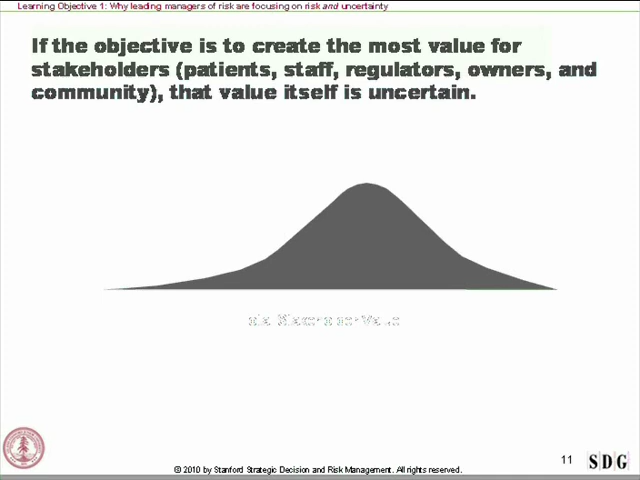 Learning Objective 1: Why leading managers of risk are focusing on risk and uncertainty
If the objective is to create the most value for
stakeholders (patients, staff, regulators, owners, and
community), that value itself is uncertain.
11
SDG
© 2010 by Stanford Strategic Decision and Risk Management. All rights reserved.